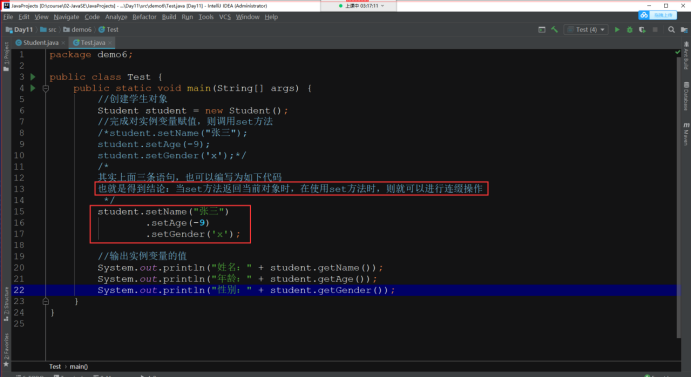 JavaProjects [D:\course\02-JavaSE\JavaProjects] - ...\Day11\src\demo6\Test.java [Day11] - IntelliJ IDEA (Administrator)
上课中 03:17:11
File Edit View Navigate Code Analyze Refactor Build Run Tools VCS Window Help
Day11 src demo6 Test
Test (4)
Student.java Test.java
1 package demo6;
2
3 public class Test {
4 public static void main(String[] args) {
5 //创建学生对象
6 Student student = new Student();
7 //完成对实例变量赋值，则调用set方法
8 /*student.setName("张三");
9 student.setAge(-9);
10 student.setGender('x');*/
11 /*
12 其实上面三条语句，也可以编写为如下代码
13 也就是得到结论：当set方法返回当前对象时，在使用set方法时，则就可以进行连缀操作
14 */
15 student.setName("张三")
16 .setAge(-9)
17 .setGender('x');
18
19 //输出实例变量的值
20 System.out.println("姓名：" + student.getName());
21 System.out.println("年龄：" + student.getAge());
22 System.out.println("性别：" + student.getGender());
23 }
24 }
25
Test main()
1: Project
2: Structure
2: Favorites
Ant Build
Database
Maven